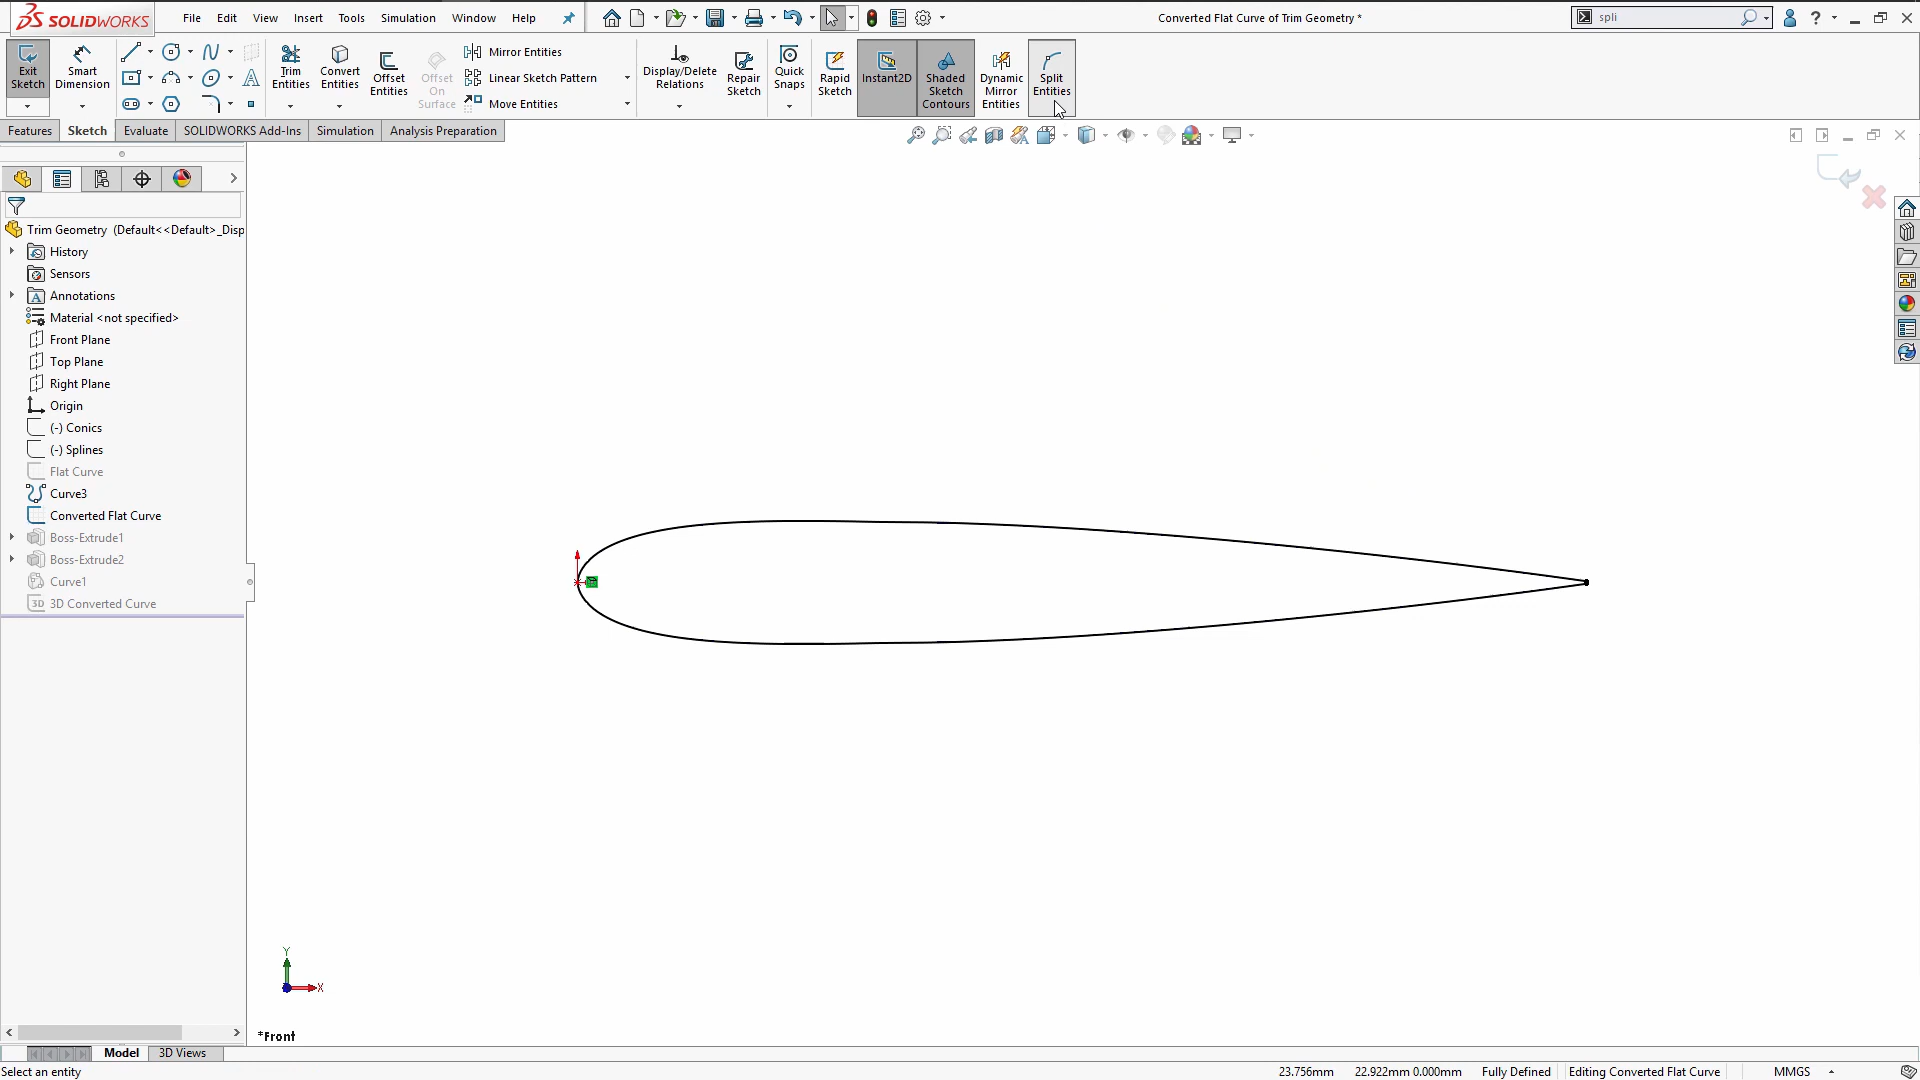 SOLIDWORKS
File Edit View Insert Tools Simulation Window Help
Converted Flat Curve of Trim Geometry *
spli
Exit Sketch
Smart Dimension
Trim Entities
Convert Entities
Offset Entities
Offset On Surface
Mirror Entities
Linear Sketch Pattern
Move Entities
Display/Delete Relations
Repair Sketch
Quick Snaps
Rapid Sketch
Instant2D
Shaded Sketch Contours
Dynamic Mirror Entities
Split Entities
Features Sketch Evaluate SOLIDWORKS Add-Ins Simulation Analysis Preparation
Trim Geometry (Default<<Default>_Disp
History
Sensors
Annotations
Material <not specified>
Front Plane
Top Plane
Right Plane
Origin
(-) Conics
(-) Splines
Flat Curve
Curve3
Converted Flat Curve
Boss-Extrude1
Boss-Extrude2
Curve1
3D Converted Curve
Y
X
*Front
Model 3D Views
Select an entity 23.756mm 22.922mm 0.000mm Fully Defined Editing Converted Flat Curve MMGS